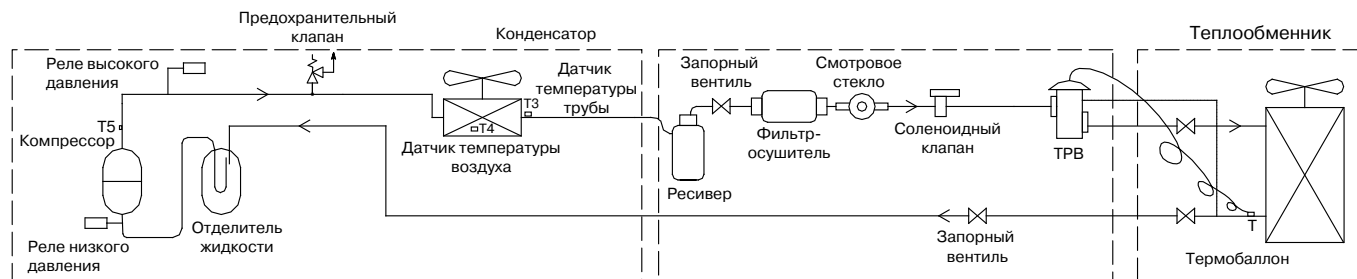 Предохранительный
клапан
Конденсатор
Реле высокого
давления
Датчик
температуры
трубы
T3
T4
T5
Компрессор
Датчик температуры
воздуха
Отделитель
жидкости
Реле низкого
давления
Запорный
вентиль
Смотровое
стекло
Фильтр-
осушитель
Соленоидный
клапан
ТРВ
Ресивер
Запорный
вентиль
Теплообменник
T
Термобаллон